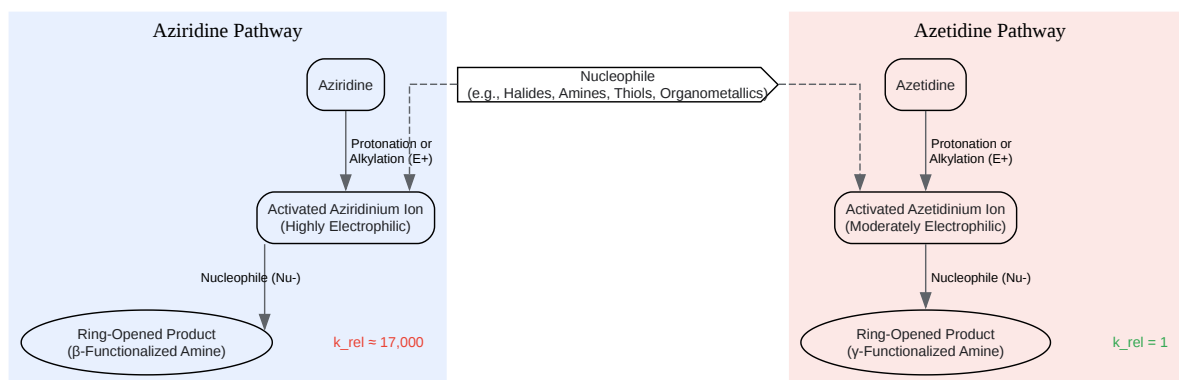 Aziridine Pathway
Azetidine Pathway
Aziridine
Nucleophile
(e.g., Halides, Amines, Thiols, Organometallics)
Azetidine
Protonation or
Alkylation (E+)
Protonation or
Alkylation (E+)
Activated Aziridinium Ion
(Highly Electrophilic)
Activated Azetidinium Ion
(Moderately Electrophilic)
Nucleophile (Nu-)
Nucleophile (Nu-)
Ring-Opened Product
(β-Functionalized Amine)
k_rel ≈ 17,000
Ring-Opened Product
(γ-Functionalized Amine)
k_rel = 1